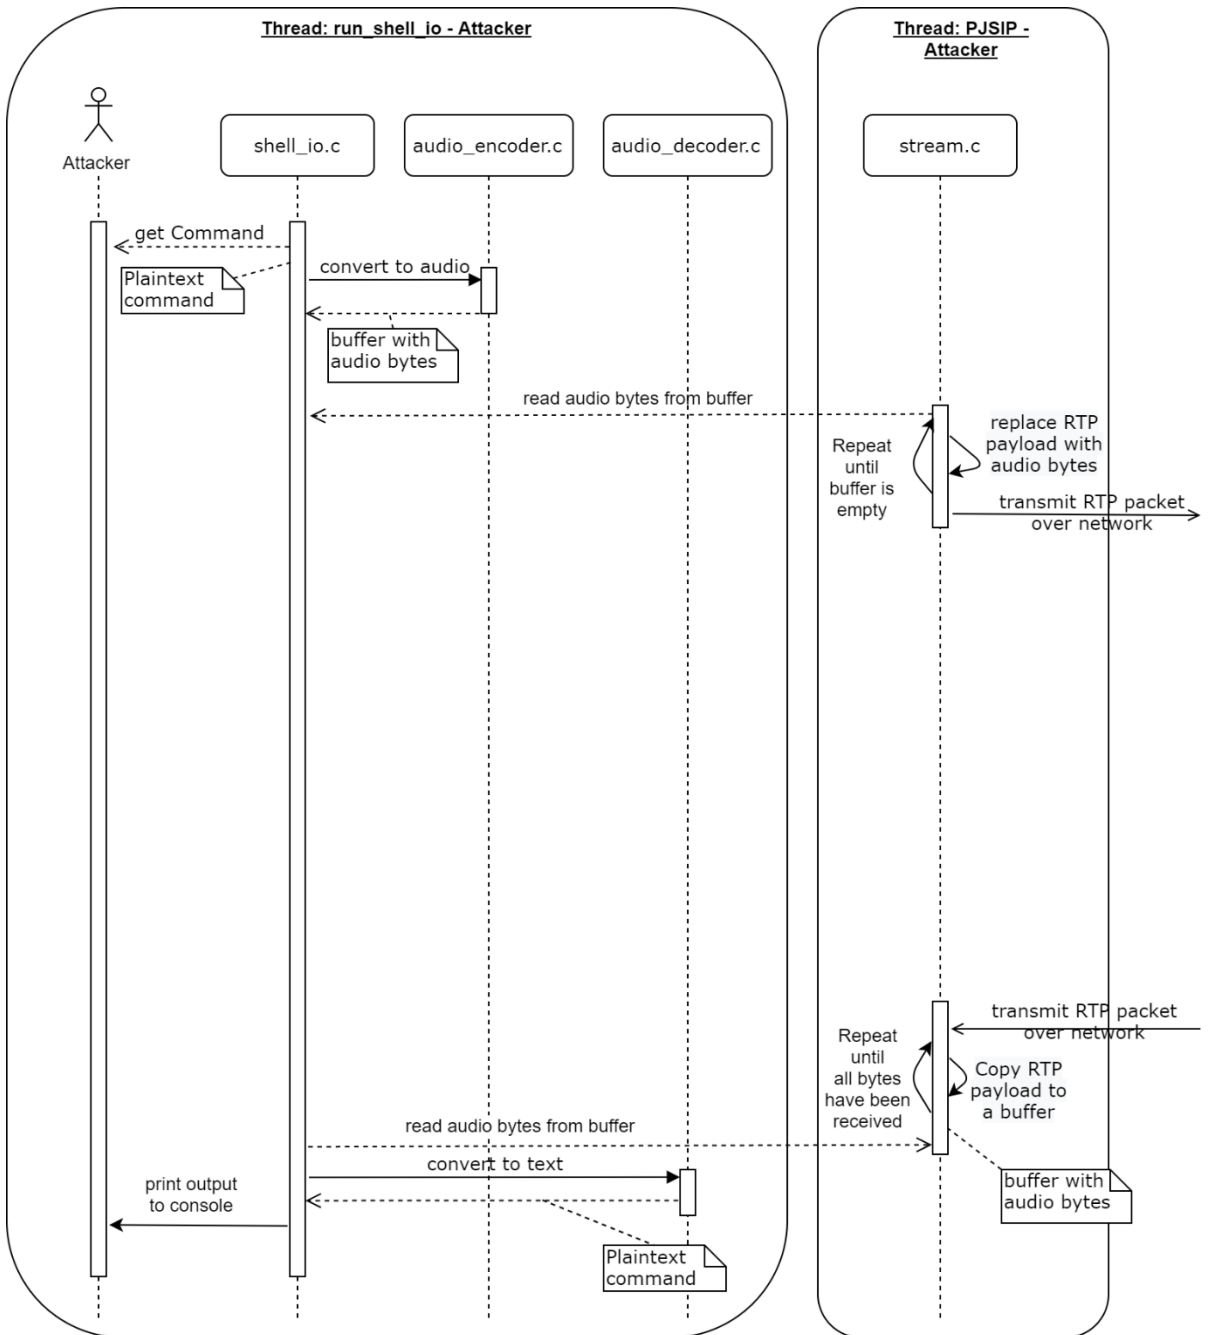 Thread: run_shell_io - Attacker
Thread: PJSIP -
Attacker
Attacker
shell_io.c
audio_encoder.c
audio_decoder.c
stream.c
get Command
Plaintext
command
convert to audio
buffer with
audio bytes
read audio bytes from buffer
Repeat
until
buffer is
empty
replace RTP
payload with
audio bytes
transmit RTP packet
over network
transmit RTP packet
over network
Repeat
until
all bytes
have been
received
Copy RTP
payload to
a buffer
read audio bytes from buffer
convert to text
buffer with
audio bytes
print output
to console
Plaintext
command